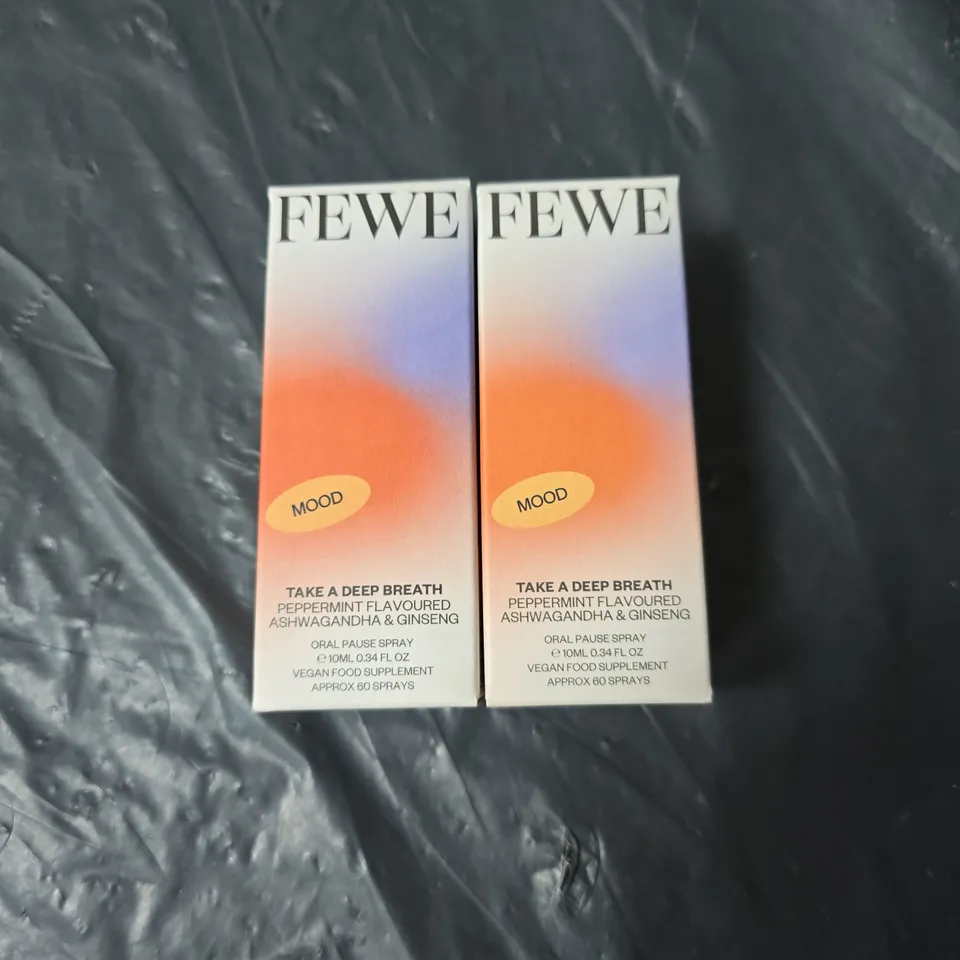 FEWE
MOOD
TAKE A DEEP BREATH
PEPPERMINT FLAVOURED
ASHWAGANDHA & GINSENG
ORAL PAUSE SPRAY
℮ 10ML 0.34 FL OZ
VEGAN FOOD SUPPLEMENT
APPROX 60 SPRAYS
FEWE
MOOD
TAKE A DEEP BREATH
PEPPERMINT FLAVOURED
ASHWAGANDHA & GINSENG
ORAL PAUSE SPRAY
℮ 10ML 0.34 FL OZ
VEGAN FOOD SUPPLEMENT
APPROX 60 SPRAYS